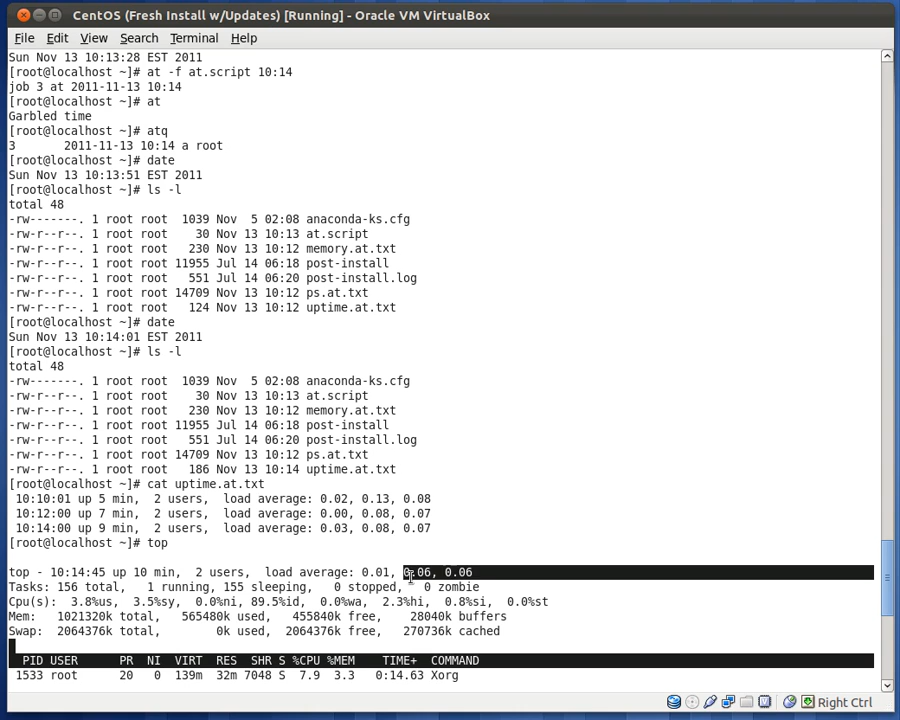 CentOS (Fresh Install w/Updates) [Running] - Oracle VM VirtualBox
File Edit View Search Terminal Help
Sun Nov 13 10:13:28 EST 2011
[root@localhost ~]# at -f at.script 10:14
job 3 at 2011-11-13 10:14
[root@localhost ~]# at
Garbled time
[root@localhost ~]# atq
3       2011-11-13 10:14 a root
[root@localhost ~]# date
Sun Nov 13 10:13:51 EST 2011
[root@localhost ~]# ls -l
total 48
-rw-------. 1 root root  1039 Nov  5 02:08 anaconda-ks.cfg
-rw-r--r--. 1 root root    30 Nov 13 10:13 at.script
-rw-r--r--. 1 root root   230 Nov 13 10:12 memory.at.txt
-rw-r--r--. 1 root root 11955 Jul 14 06:18 post-install
-rw-r--r--. 1 root root   551 Jul 14 06:20 post-install.log
-rw-r--r--. 1 root root 14709 Nov 13 10:12 ps.at.txt
-rw-r--r--. 1 root root   124 Nov 13 10:12 uptime.at.txt
[root@localhost ~]# date
Sun Nov 13 10:14:01 EST 2011
[root@localhost ~]# ls -l
total 48
-rw-------. 1 root root  1039 Nov  5 02:08 anaconda-ks.cfg
-rw-r--r--. 1 root root    30 Nov 13 10:13 at.script
-rw-r--r--. 1 root root   230 Nov 13 10:12 memory.at.txt
-rw-r--r--. 1 root root 11955 Jul 14 06:18 post-install
-rw-r--r--. 1 root root   551 Jul 14 06:20 post-install.log
-rw-r--r--. 1 root root 14709 Nov 13 10:12 ps.at.txt
-rw-r--r--. 1 root root   186 Nov 13 10:14 uptime.at.txt
[root@localhost ~]# cat uptime.at.txt
 10:10:01 up 5 min,  2 users,  load average: 0.02, 0.13, 0.08
 10:12:00 up 7 min,  2 users,  load average: 0.00, 0.08, 0.07
 10:14:00 up 9 min,  2 users,  load average: 0.03, 0.08, 0.07
[root@localhost ~]# top
top - 10:14:45 up 10 min,  2 users,  load average: 0.01, 0.06, 0.06
Tasks: 156 total,   1 running, 155 sleeping,   0 stopped,   0 zombie
Cpu(s):  3.8%us,  3.5%sy,  0.0%ni, 89.5%id,  0.0%wa,  2.3%hi,  0.8%si,  0.0%st
Mem:   1021320k total,   565480k used,   455840k free,    28040k buffers
Swap:  2064376k total,        0k used,  2064376k free,   270736k cached
  PID USER      PR  NI  VIRT  RES  SHR S %CPU %MEM    TIME+  COMMAND
 1533 root      20   0  139m  32m 7048 S  7.9  3.3   0:14.63 Xorg
Right Ctrl